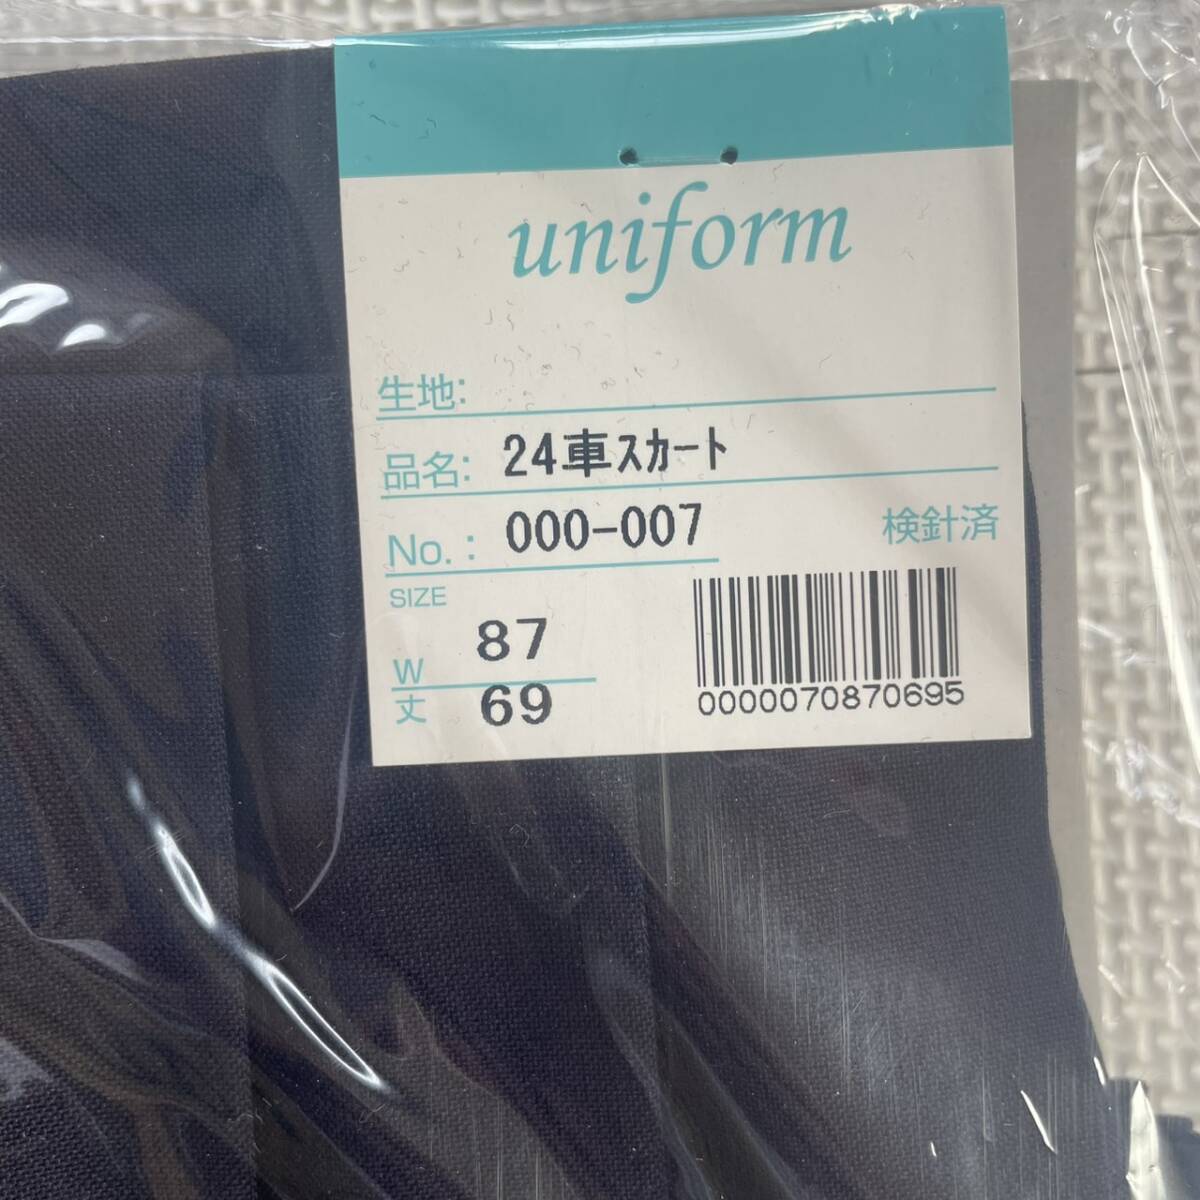 uniform
生地:
品名: 24車スカート
No.: 000-007
検針済
SIZE
W 87
丈 69
0000070870695